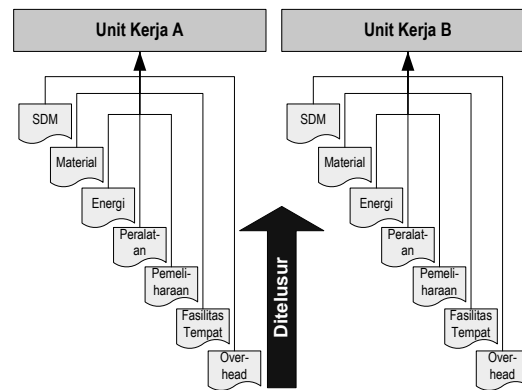 Unit Kerja A
SDM
Material
Energi
Peralat-
an
Pemeli-
haraan
Fasilitas
Tempat
Over-
head
Ditelusur
Unit Kerja B
SDM
Material
Energi
Peralat-
an
Pemeli-
haraan
Fasilitas
Tempat
Over-
head